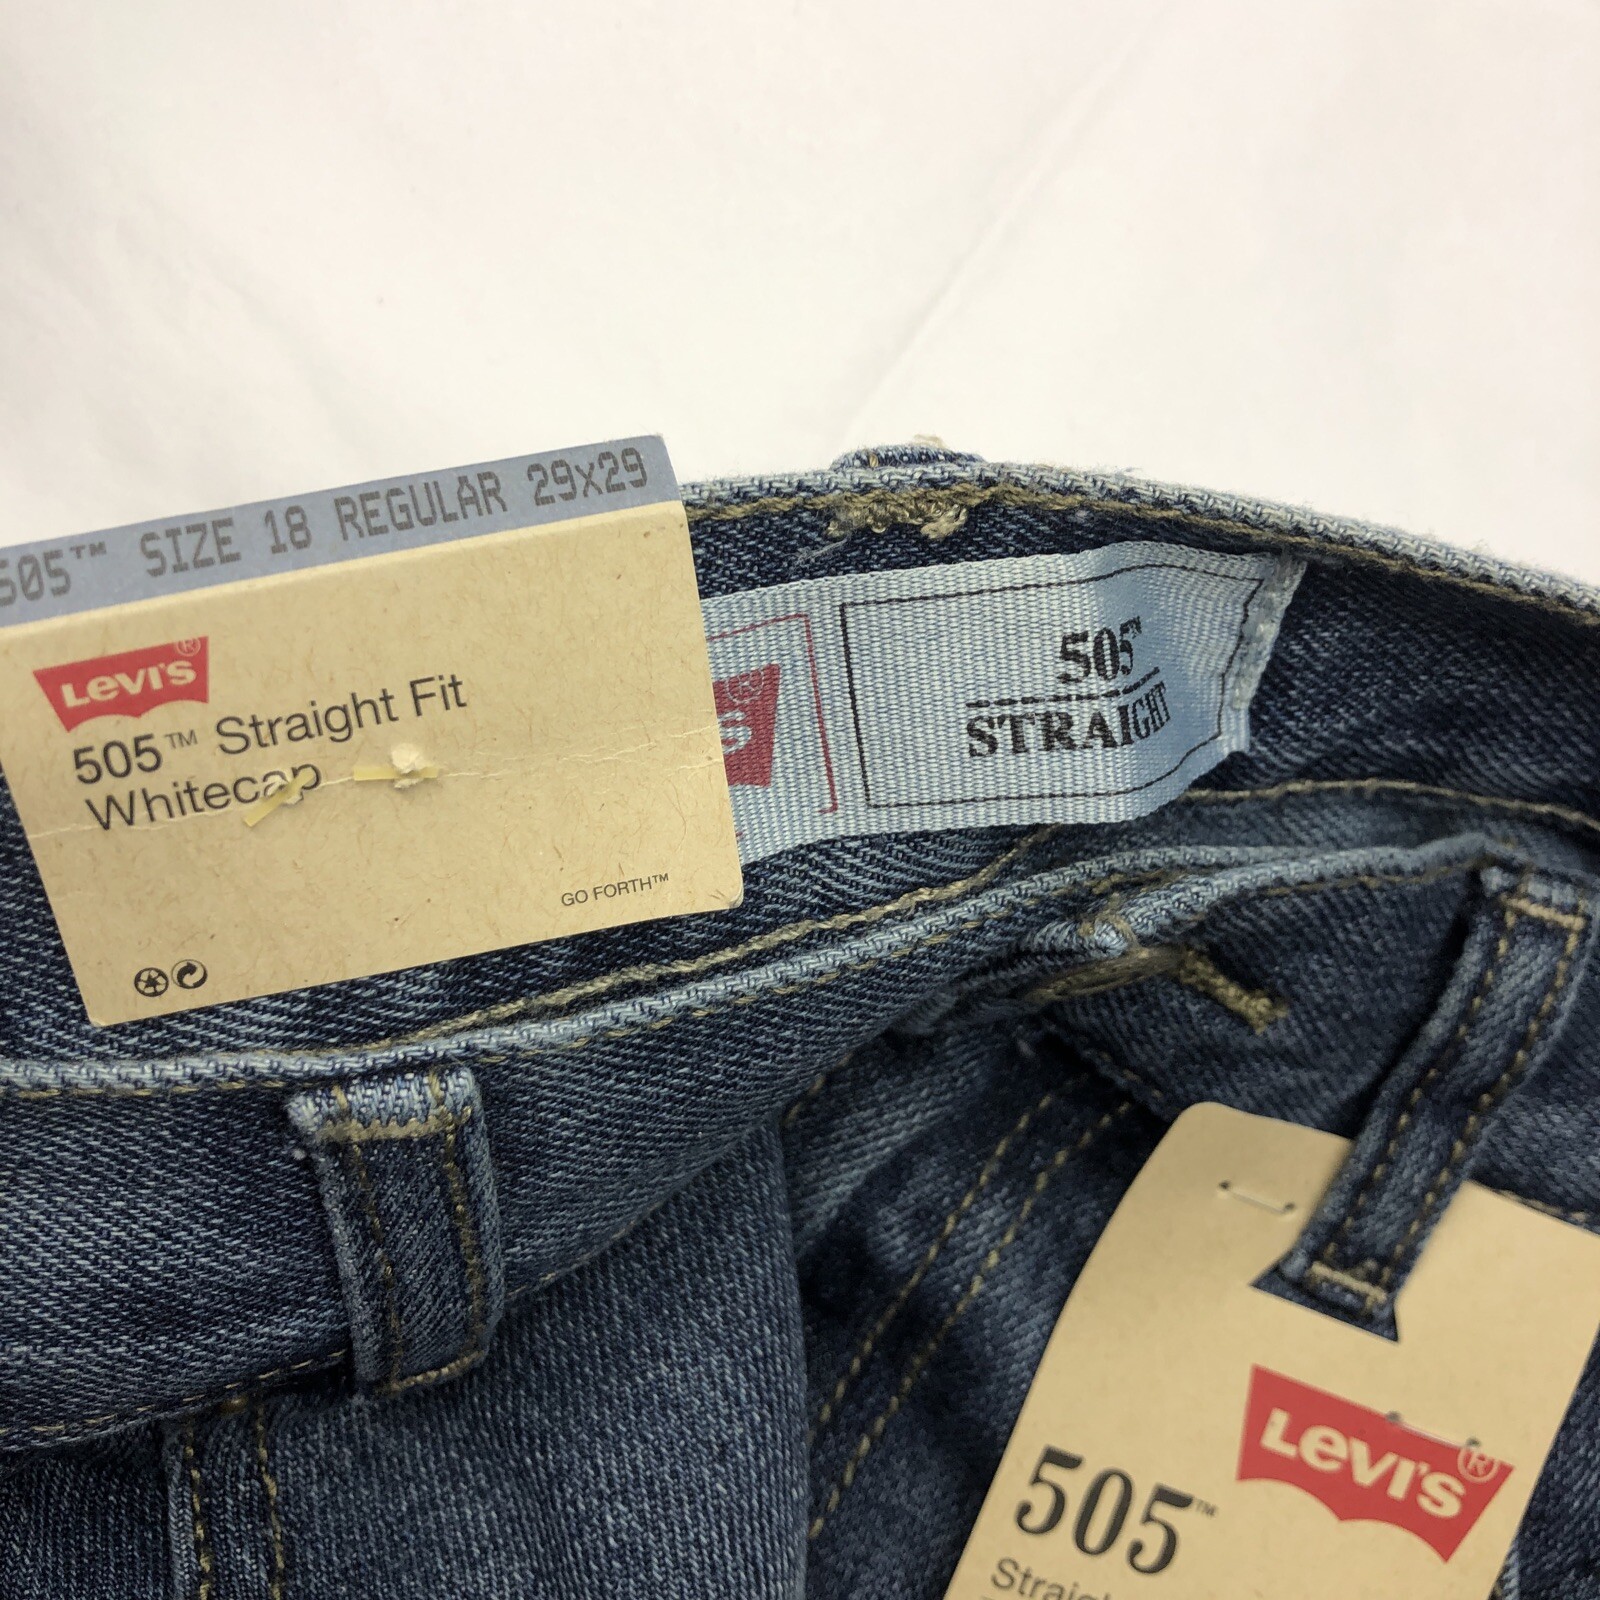 505™ SIZE 18 REGULAR 29X29
LEVI'S®
505™ Straight Fit
Whitecap
GO FORTH™
'S®
505
STRAIGHT
LEVI'S®
505™